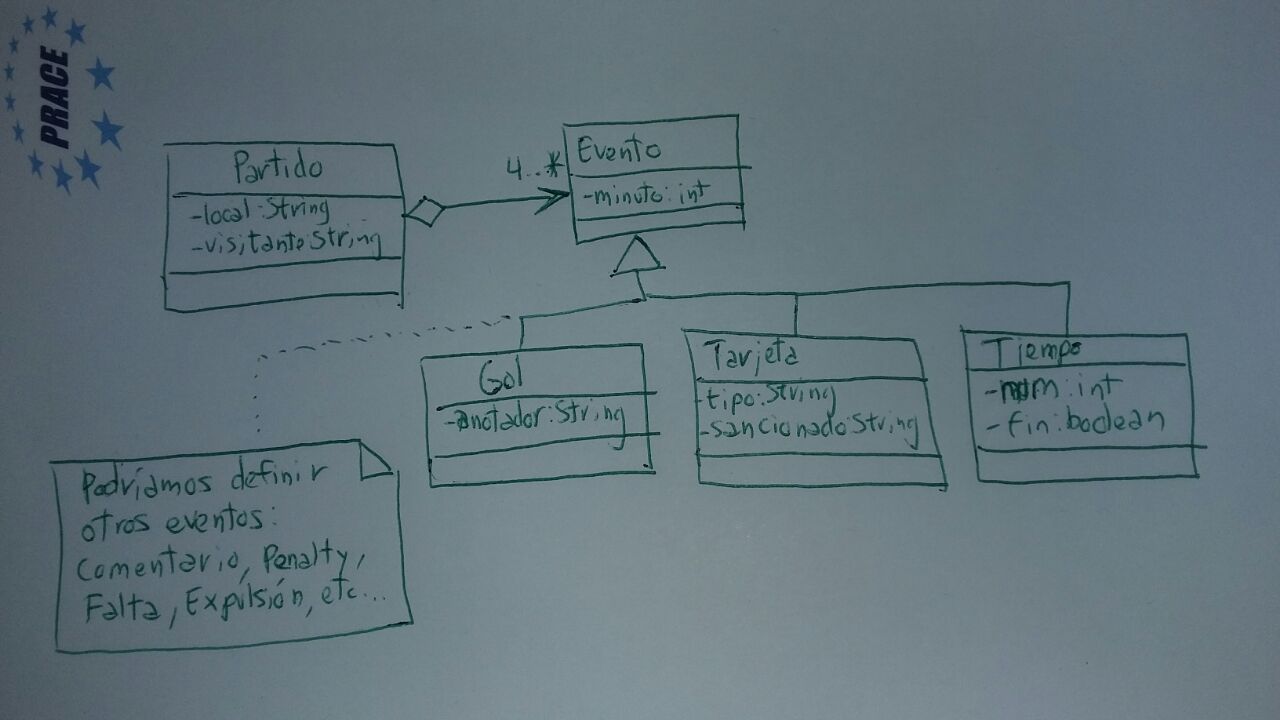 PRACE
Partido
-local:String
-visitante:String
4..*
Evento
-minuto:int
Gol
-anotador:String
Tarjeta
-tipo:String
-sancionado:String
Tiempo
-num:int
-fin:boolean
Podríamos definir
otros eventos:
Comentario, Penalty,
Falta, Expulsión, etc...